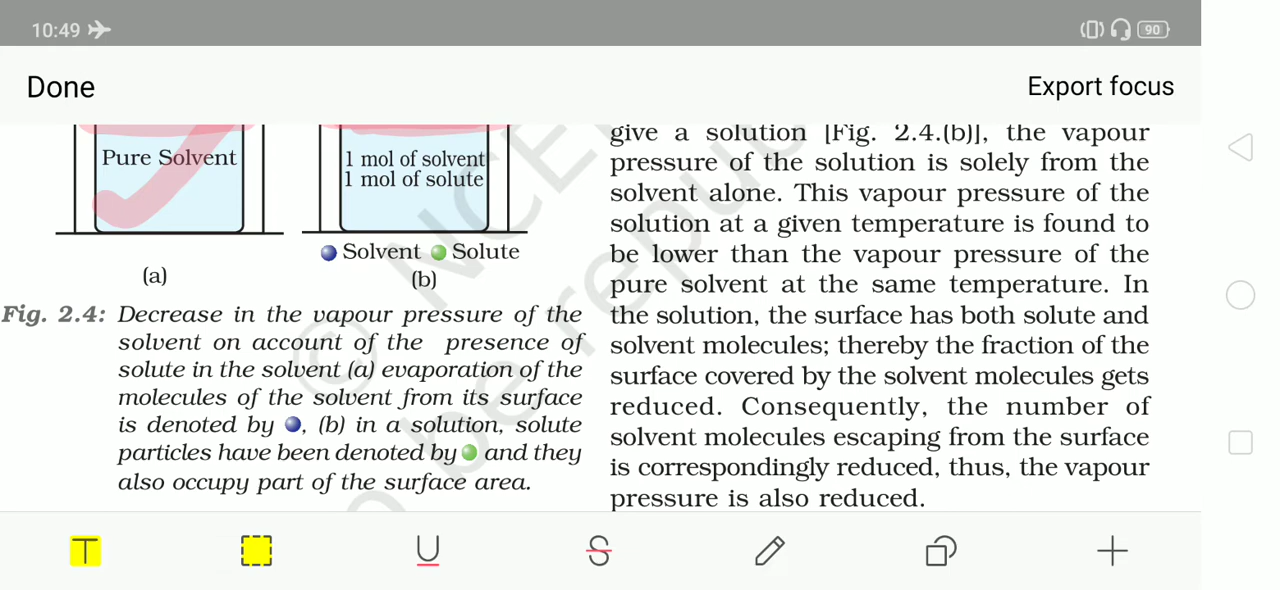 10:49
90
Done
Export focus
Pure Solvent
1 mol of solvent
1 mol of solute
Solvent Solute
(a)
(b)
Fig. 2.4: Decrease in the vapour pressure of the
solvent on account of the presence of
solute in the solvent (a) evaporation of the
molecules of the solvent from its surface
is denoted by , (b) in a solution, solute
particles have been denoted by and they
also occupy part of the surface area.
give a solution [Fig. 2.4.(b)], the vapour
pressure of the solution is solely from the
solvent alone. This vapour pressure of the
solution at a given temperature is found to
be lower than the vapour pressure of the
pure solvent at the same temperature. In
the solution, the surface has both solute and
solvent molecules; thereby the fraction of the
surface covered by the solvent molecules gets
reduced. Consequently, the number of
solvent molecules escaping from the surface
is correspondingly reduced, thus, the vapour
pressure is also reduced.
T
U
S